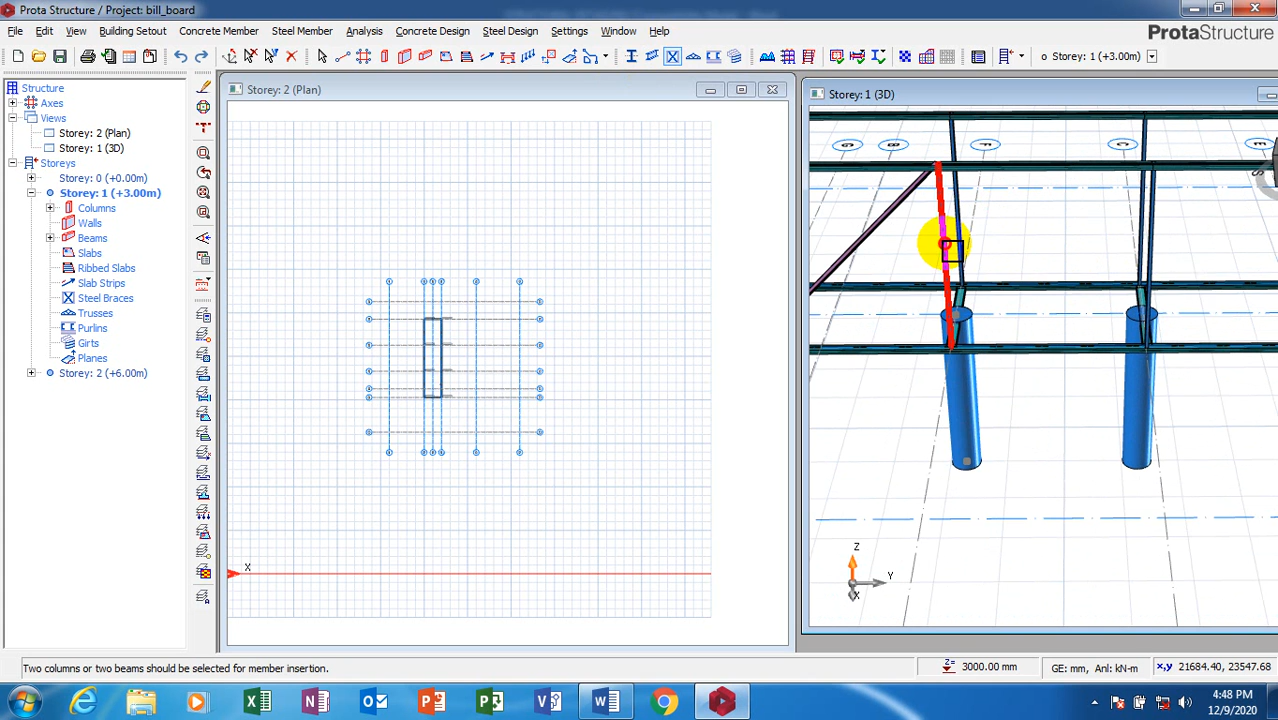 Prota Structure / Project: bill_board
File Edit View Building Setout Concrete Member Steel Member Analysis Concrete Design Steel Design Settings Window Help
ProtaStructure
o Storey: 1 (+3.00m)
Structure
Axes
Views
Storey: 2 (Plan)
Storey: 1 (3D)
Storeys
Storey: 0 (+0.00m)
Storey: 1 (+3.00m)
Columns
Walls
Beams
Slabs
Ribbed Slabs
Slab Strips
Steel Braces
Trusses
Purlins
Girts
Planes
Storey: 2 (+6.00m)
Storey: 2 (Plan)
X
Storey: 1 (3D)
B F C E
S
Z
Y
X
Two columns or two beams should be selected for member insertion.
Z= 3000.00 mm
GE: mm, Anl: kN-m
x,y 21684.40, 23547.68
4:48 PM
12/9/2020